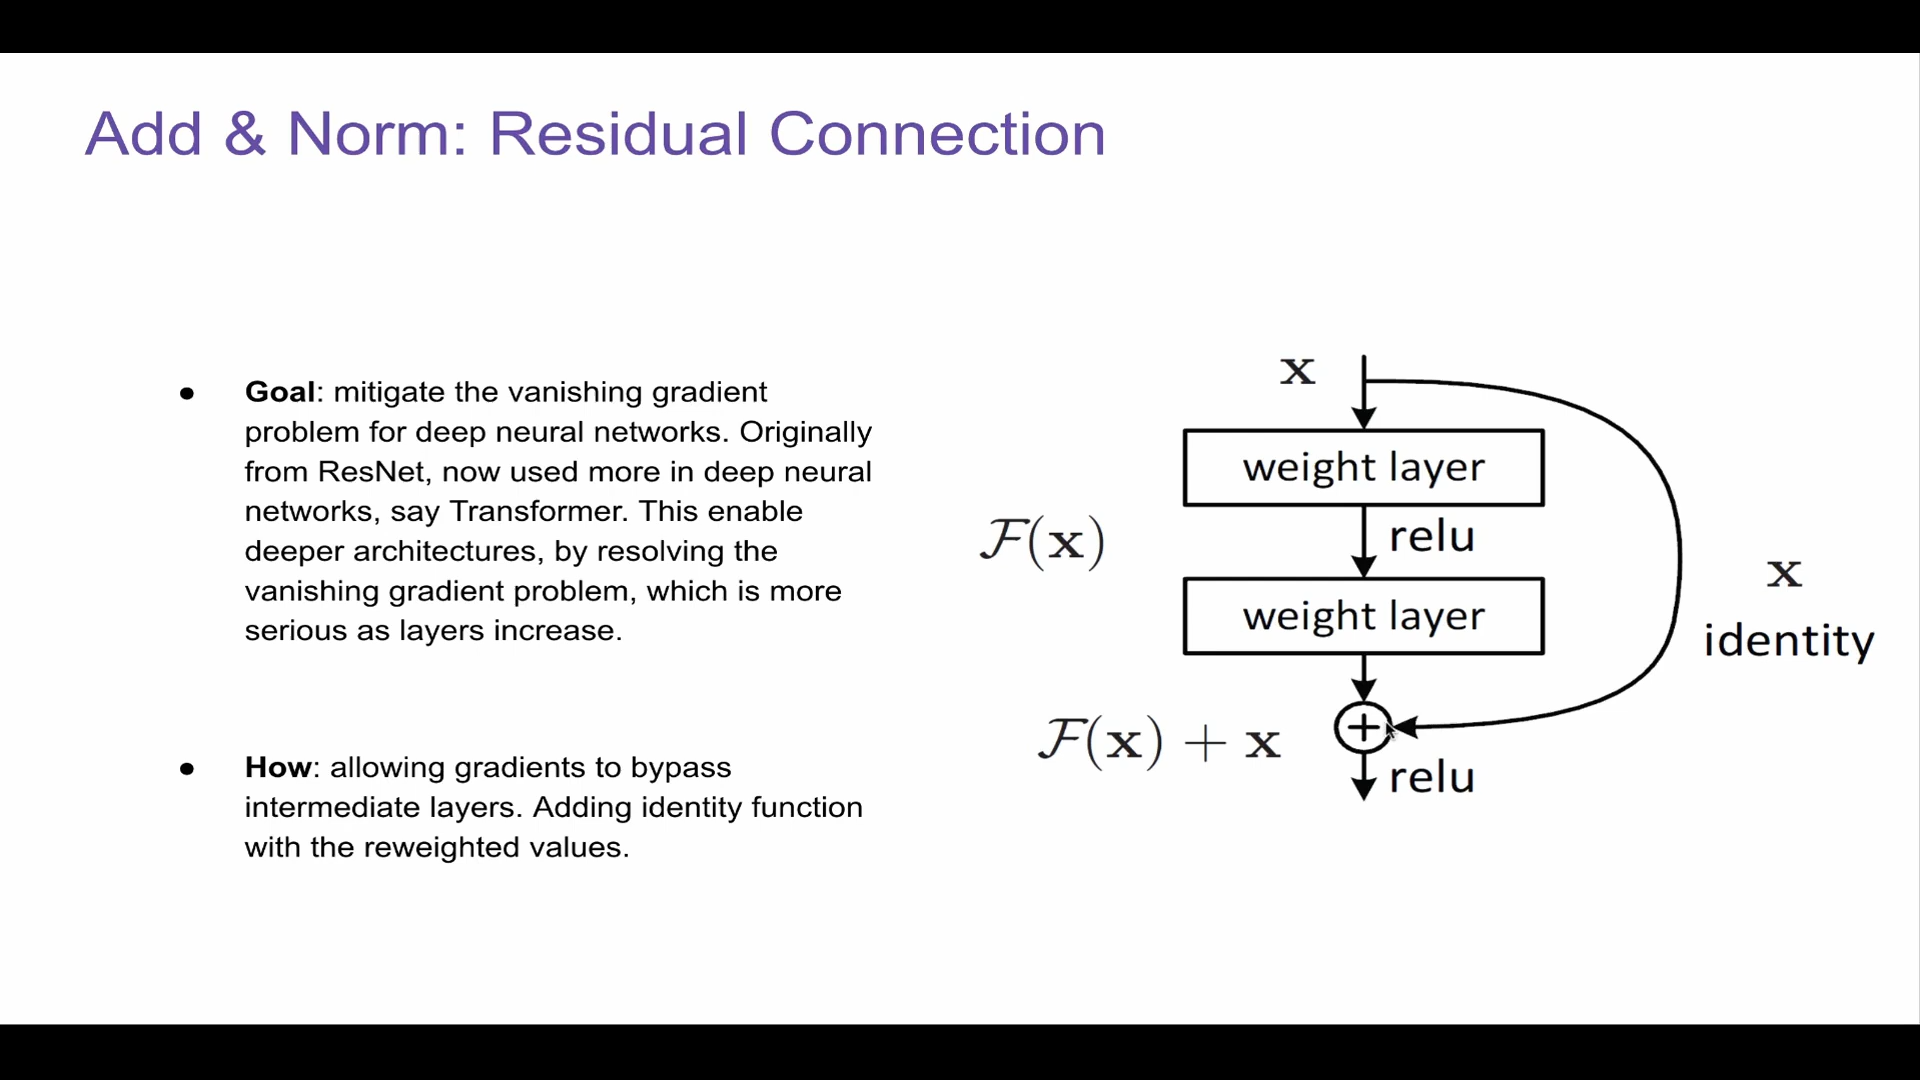 Add & Norm: Residual Connection
● Goal: mitigate the vanishing gradient
problem for deep neural networks. Originally
from ResNet, now used more in deep neural
networks, say Transformer. This enable
deeper architectures, by resolving the
vanishing gradient problem, which is more
serious as layers increase.
● How: allowing gradients to bypass
intermediate layers. Adding identity function
with the reweighted values.
x
weight layer
F(x)
relu
weight layer
x
identity
F(x) + x
+
relu